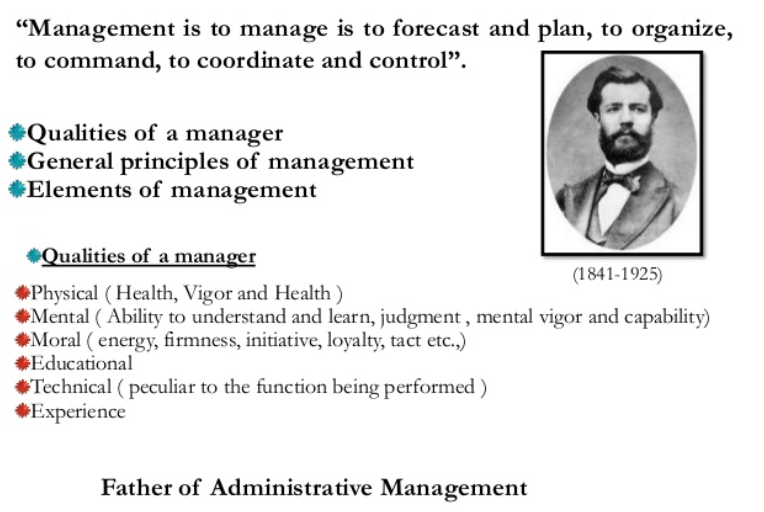 “Management is to manage is to forecast and plan, to organize,
to command, to coordinate and control”.
Qualities of a manager
General principles of management
Elements of management
(1841-1925)
Qualities of a manager
Physical ( Health, Vigor and Health )
Mental ( Ability to understand and learn, judgment , mental vigor and capability)
Moral ( energy, firmness, initiative, loyalty, tact etc.,)
Educational
Technical ( peculiar to the function being performed )
Experience
Father of Administrative Management